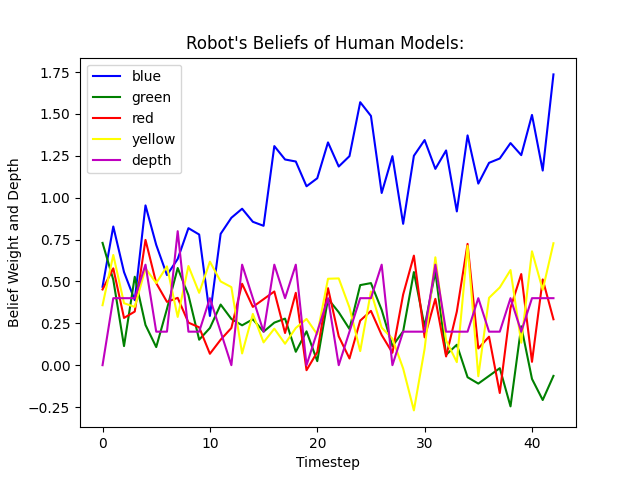 Robot's Beliefs of Human Models:
blue
green
red
yellow
depth
Belief Weight and Depth
1.75
1.50
1.25
1.00
0.75
0.50
0.25
0.00
−0.25
0 10 20 30 40
Timestep